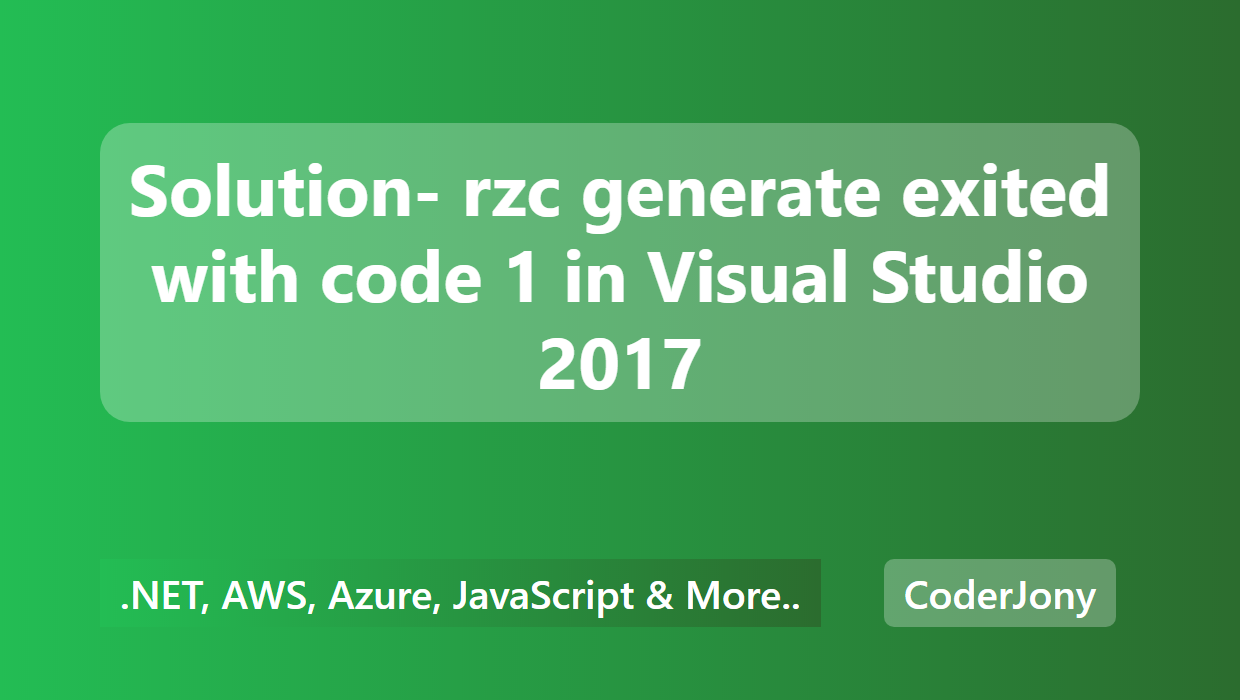 Solution- rzc generate exited
with code 1 in Visual Studio
2017
.NET, AWS, Azure, JavaScript & More..
CoderJony